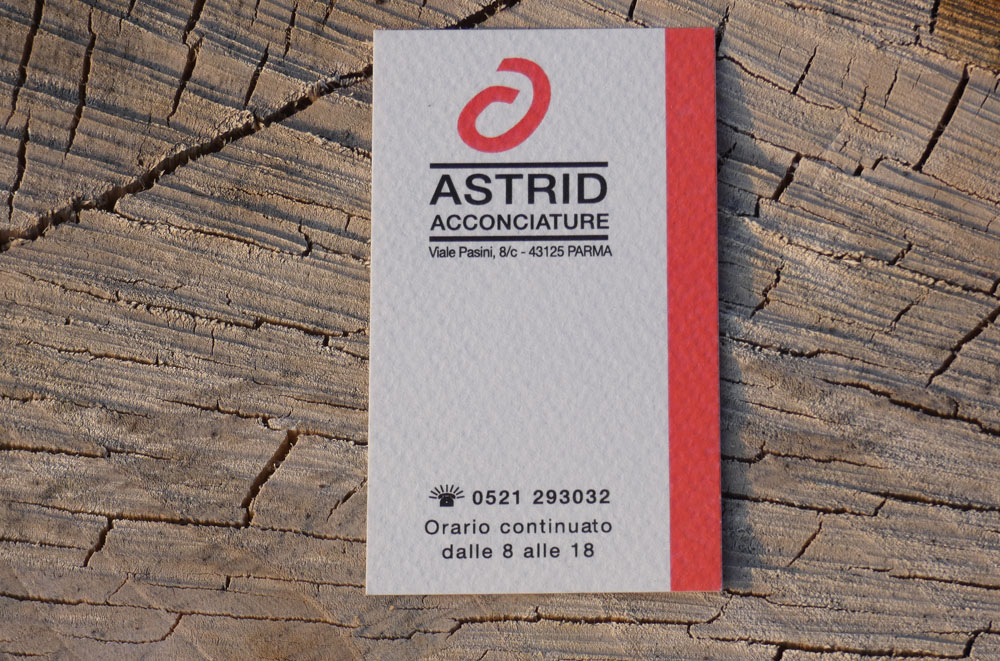 ASTRID
ACCONCIATURE
Viale Pasini, 8/c - 43125 PARMA
0521 293032
Orario continuato
dalle 8 alle 18